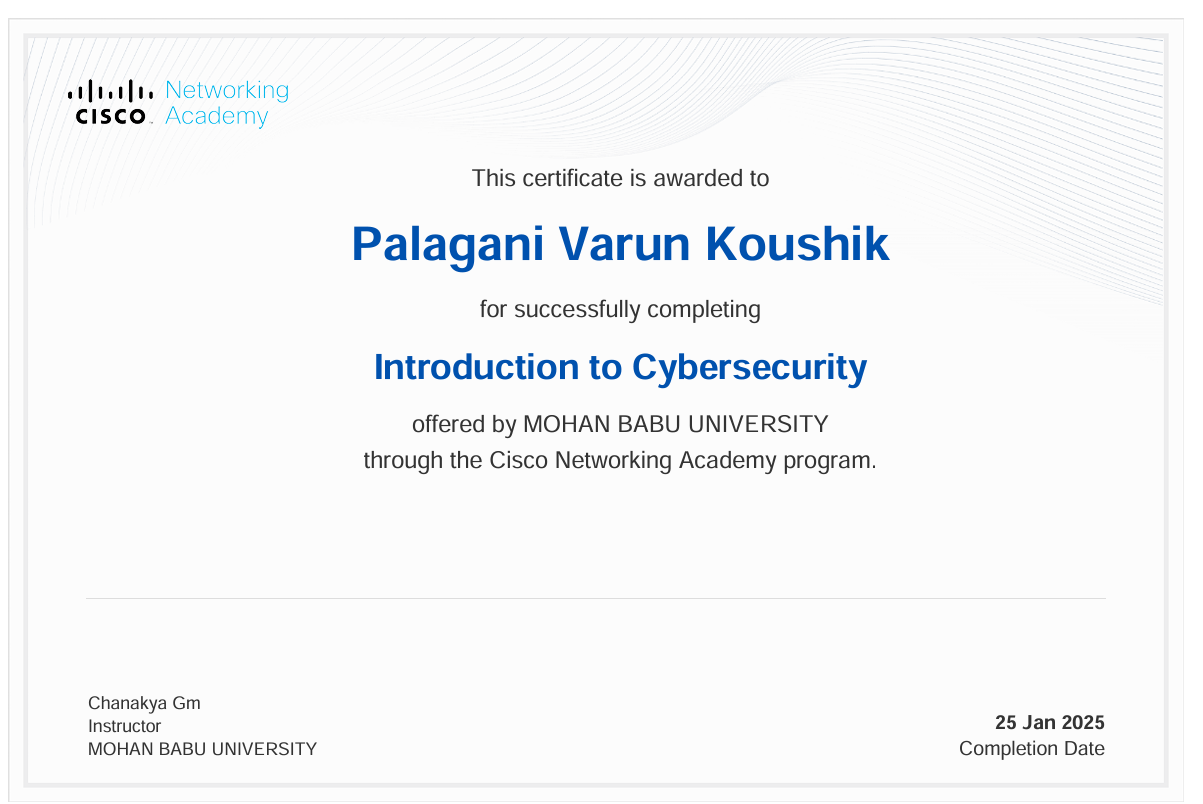 Networking
CISCO Academy
This certificate is awarded to
Palagani Varun Koushik
for successfully completing
Introduction to Cybersecurity
offered by MOHAN BABU UNIVERSITY
through the Cisco Networking Academy program.
Chanakya Gm
Instructor
MOHAN BABU UNIVERSITY
25 Jan 2025
Completion Date